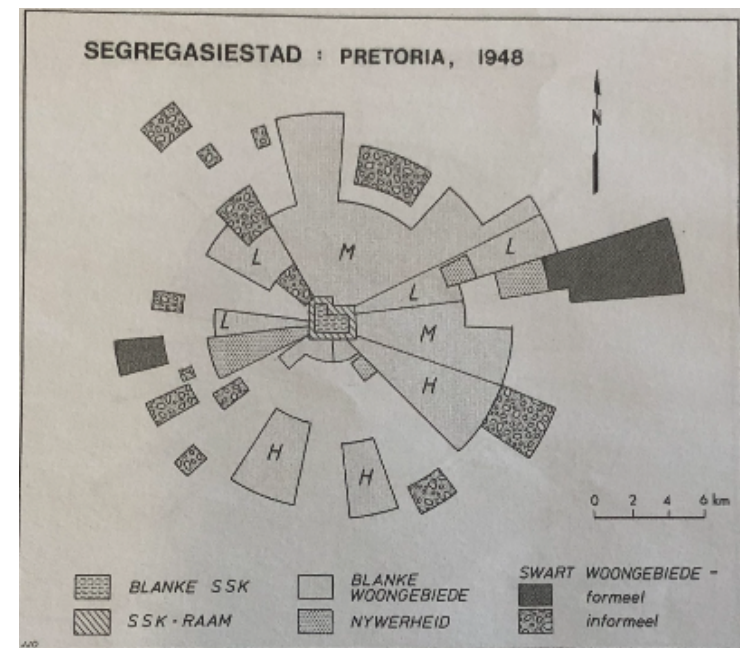 SEGREGASIESTAD : PRETORIA, 1948
N
L
M
L
L
L
M
H
H
H
0 2 4 6 km
BLANKE SSK
SSK-RAAM
BLANKE
WOONGEBIEDE
NYWERHEID
SWART WOONGEBIEDE -
formeel
informeel